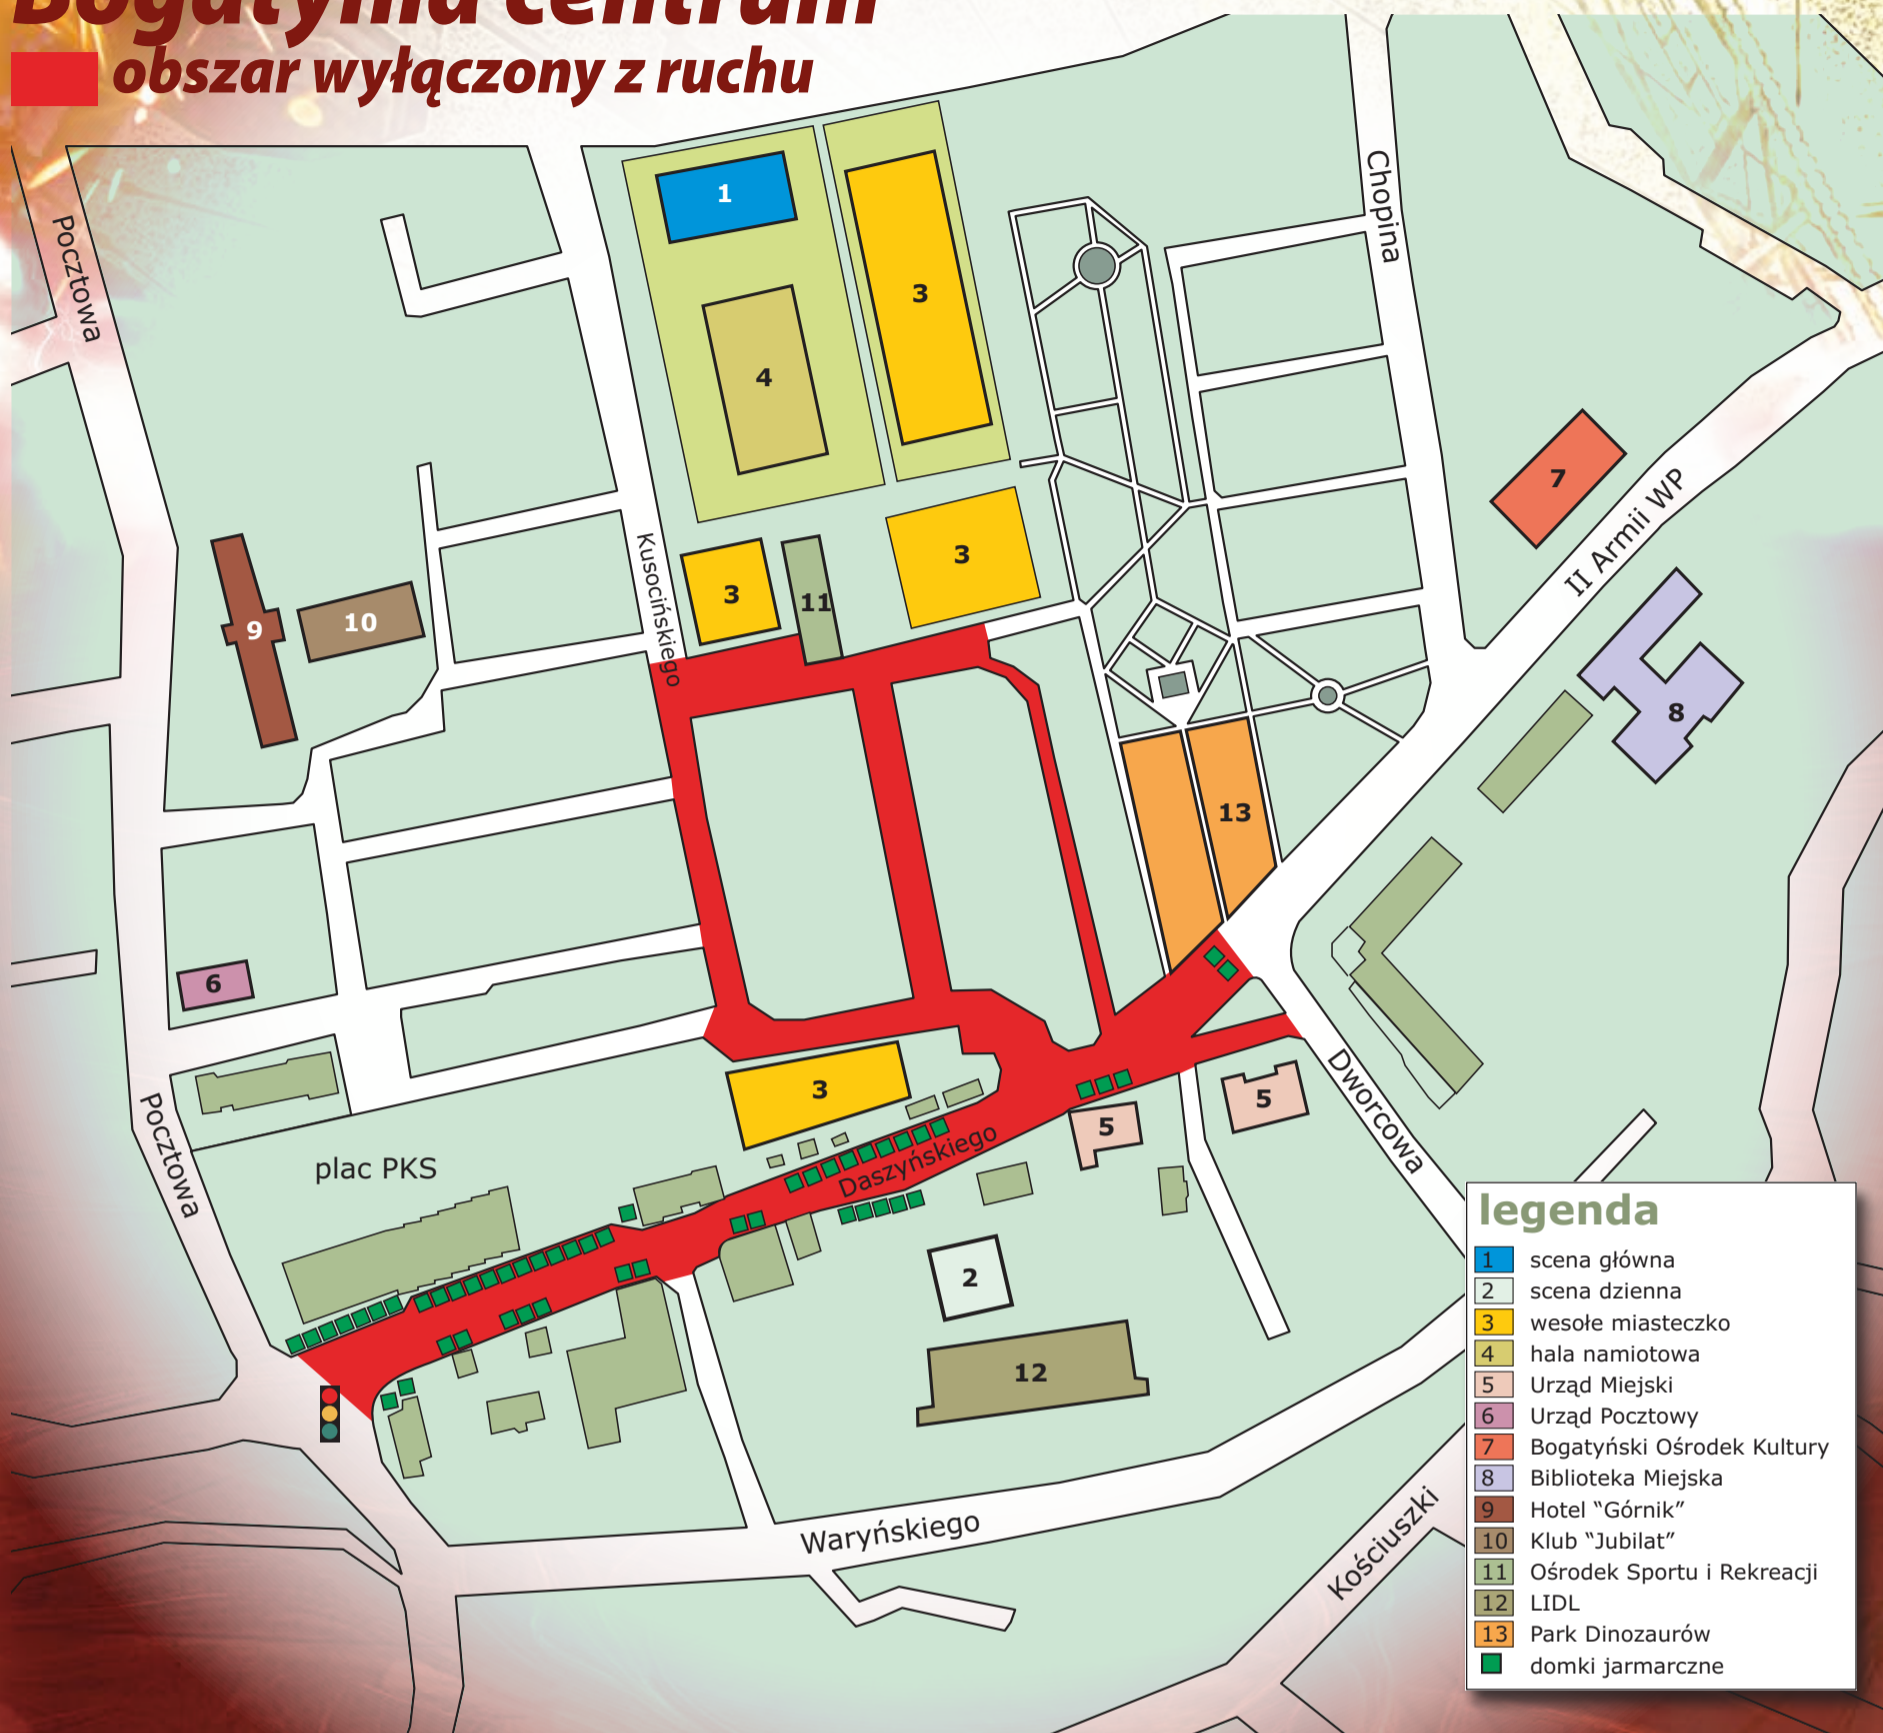 Bogatynia centrum
obszar wyłączony z ruchu
Pocztowa
Chopina
1
3
4
Kusocińskiego
7
II Armii WP
3
3
11
9
10
8
13
6
3
5
5
Dworcowa
Pocztowa
plac PKS
Daszyńskiego
2
12
Waryńskiego
Kościuszki
legenda
1 scena główna
2 scena dzienna
3 wesołe miasteczko
4 hala namiotowa
5 Urząd Miejski
6 Urząd Pocztowy
7 Bogatyński Ośrodek Kultury
8 Biblioteka Miejska
9 Hotel “Górnik”
10 Klub “Jubilat”
11 Ośrodek Sportu i Rekreacji
12 LIDL
13 Park Dinozaurów
domki jarmarczne